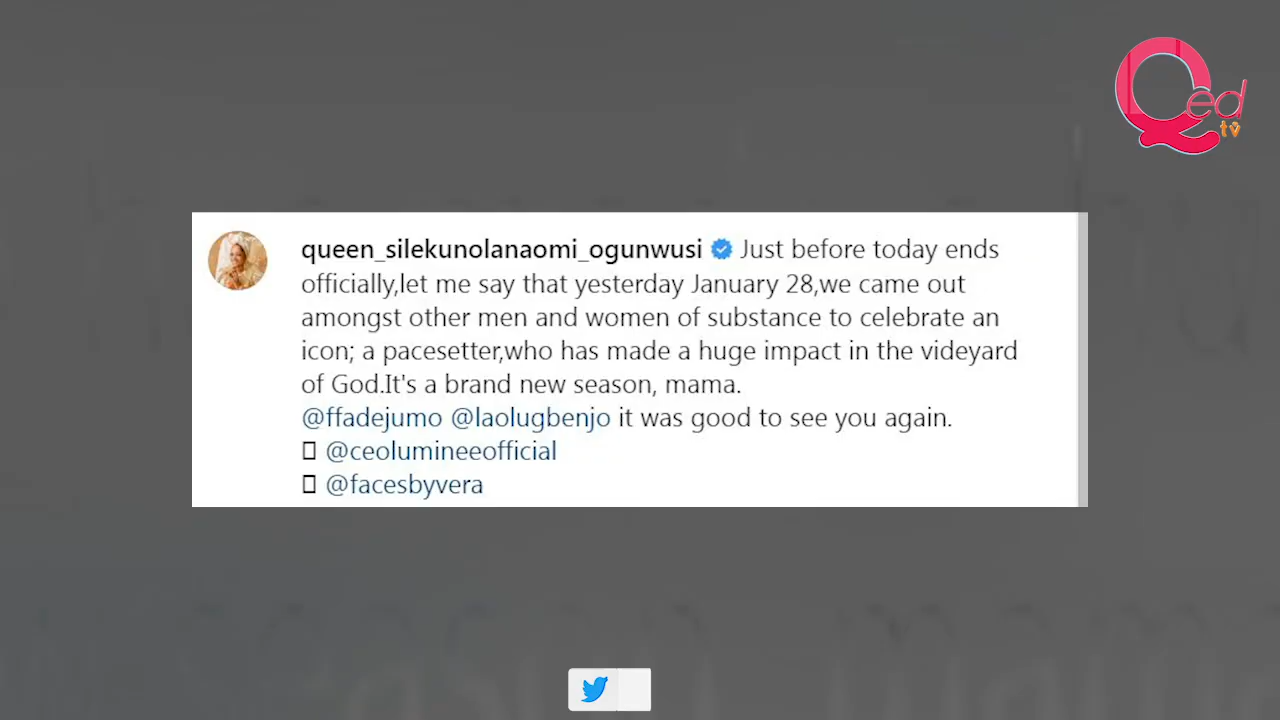 Qed
tv
queen_silekunolanaomi_ogunwusi Just before today ends
officially,let me say that yesterday January 28,we came out
amongst other men and women of substance to celebrate an
icon; a pacesetter,who has made a huge impact in the videyard
of God.It's a brand new season, mama.
@ffadejumo @laolugbenjo it was good to see you again.
@ceolumineeofficial
@facesbyvera